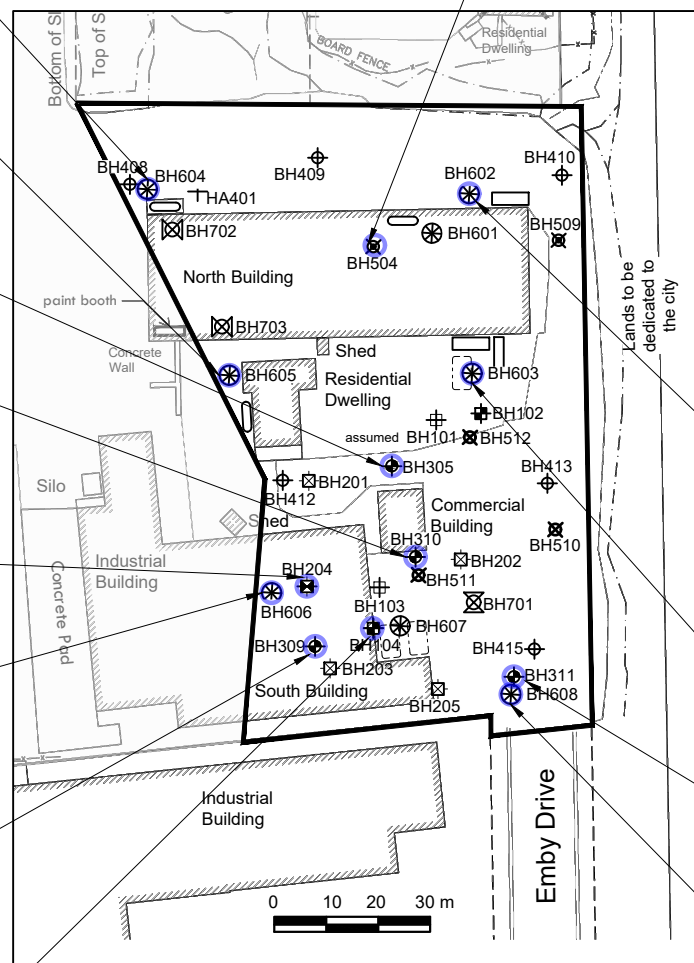 Bottom of Sl
Top of S
BOARD FENCE
Residential
Dwelling
BH408
BH604
HA401
BH409
BH602
BH410
BH702
BH504
BH601
BH509
North Building
paint booth
BH703
Concrete
Wall
Shed
Lands to be
dedicated to
the city
BH605
Residential
Dwelling
BH603
BH102
assumed
BH101
BH512
BH305
BH413
BH412
BH201
Silo
Shed
Commercial
Building
BH310
BH510
Industrial
Building
Concrete Pad
BH204
BH202
BH511
BH606
BH103
BH701
BH607
BH309
BH104
BH415
BH203
BH311
South Building
BH205
BH608
Industrial
Building
Emby Drive
0 10 20 30 m